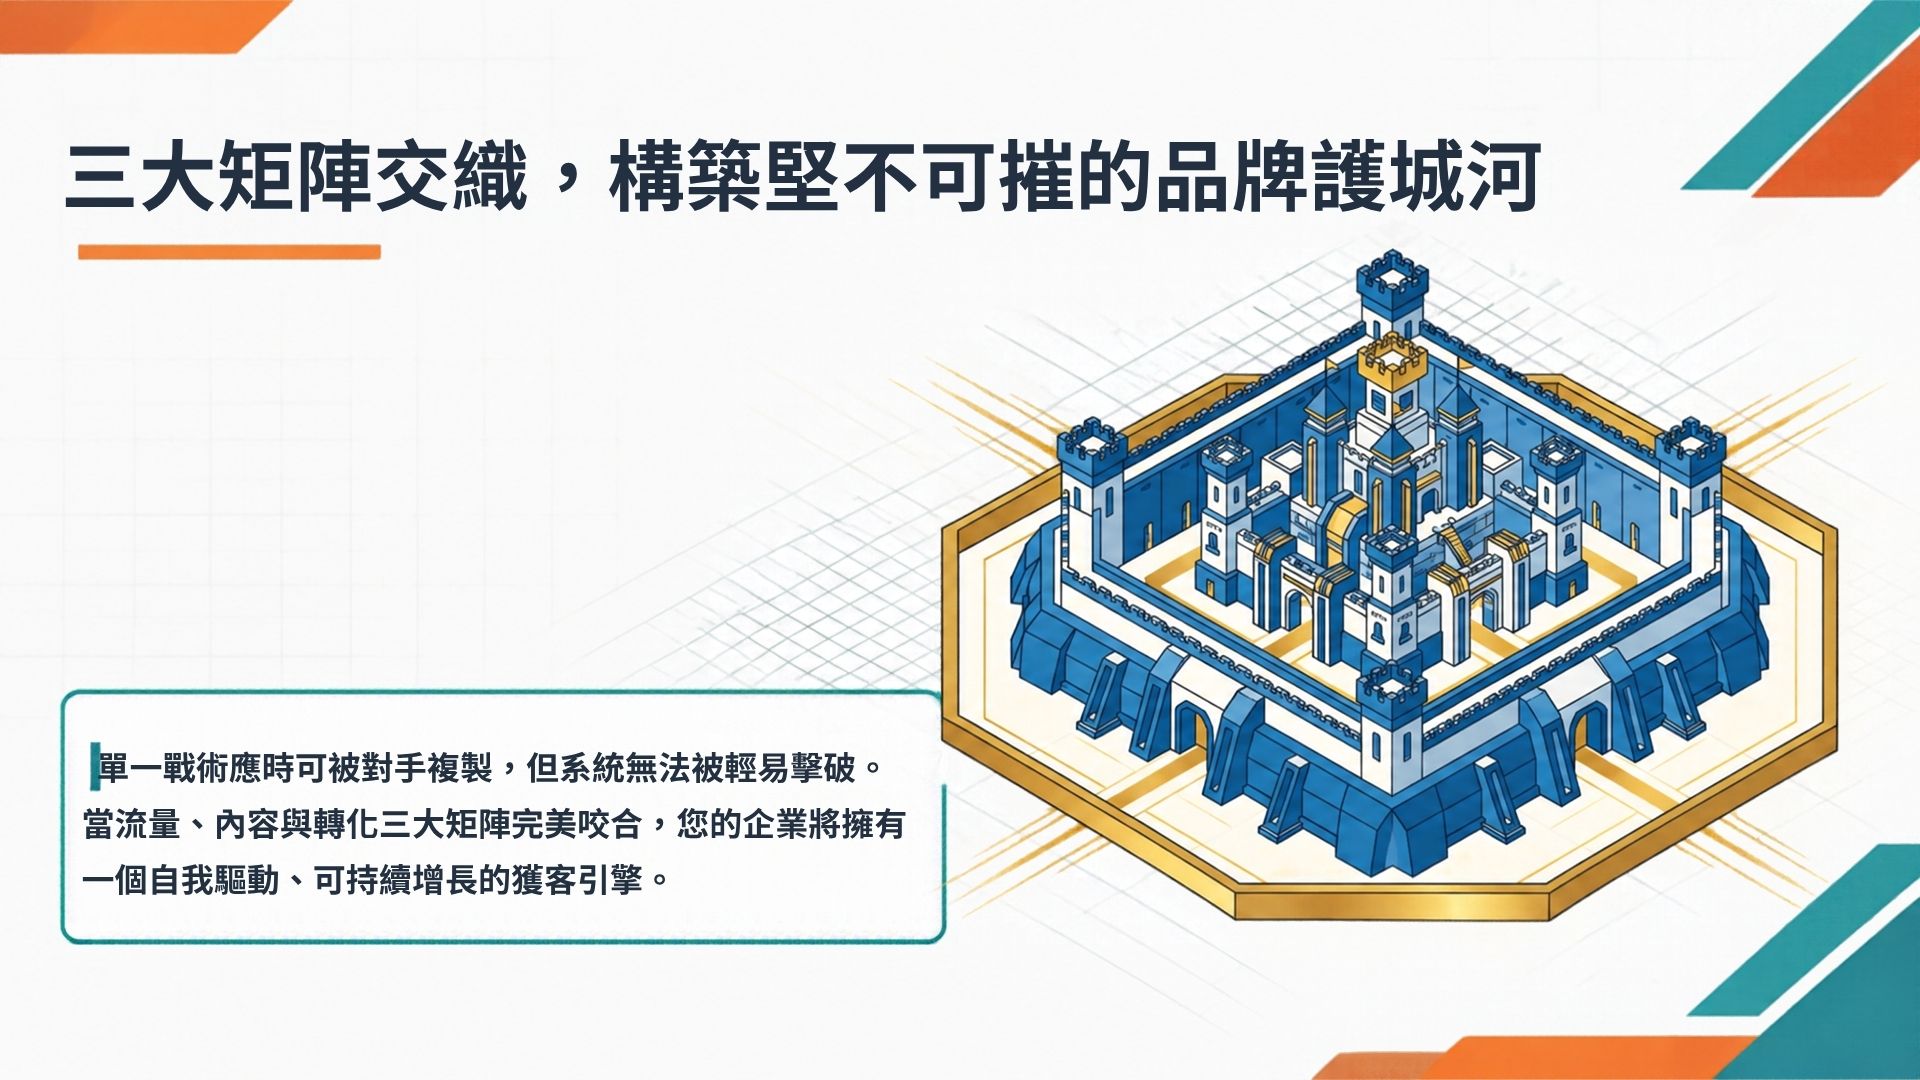 三大矩陣交織，構築堅不可摧的品牌護城河
單一戰術應時可被對手複製，但系統無法被輕易擊破。
當流量、內容與轉化三大矩陣完美咬合，您的企業將擁有
一個自我驅動、可持續增長的獲客引擎。